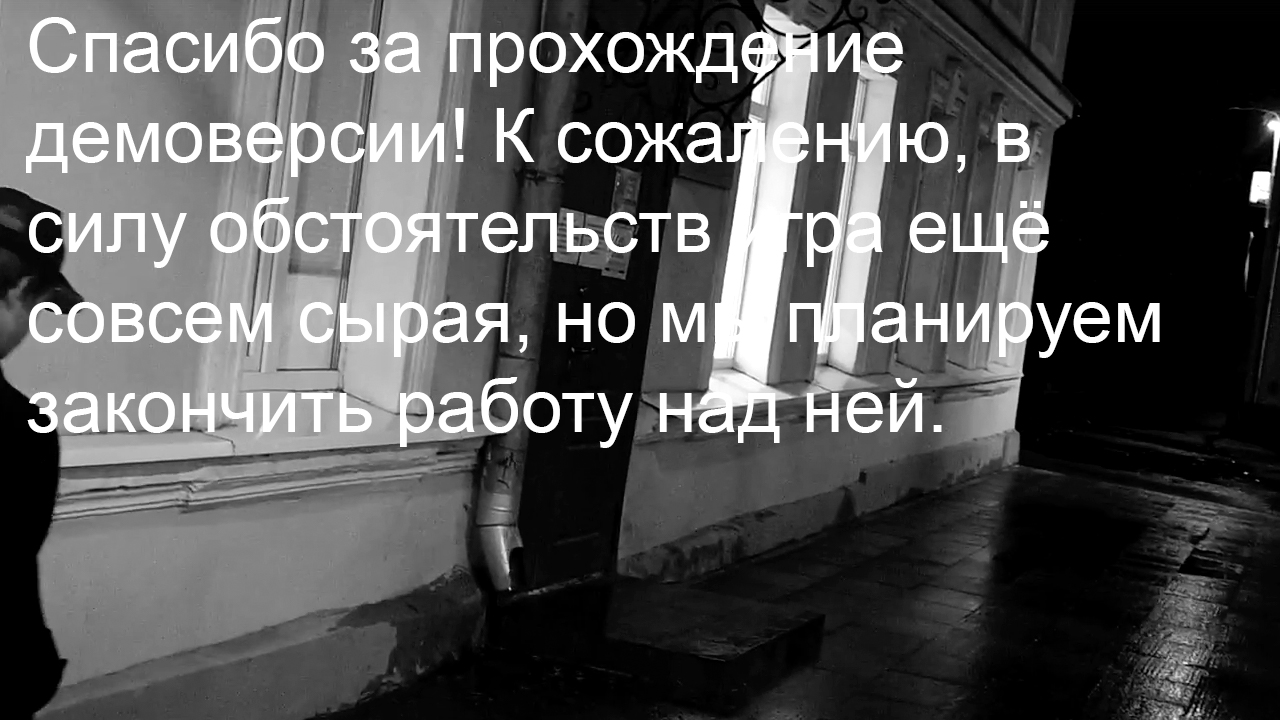 Спасибо за прохождение
демоверсии! К сожалению, в
силу обстоятельств игра ещё
совсем сырая, но мы планируем
закончить работу над ней.